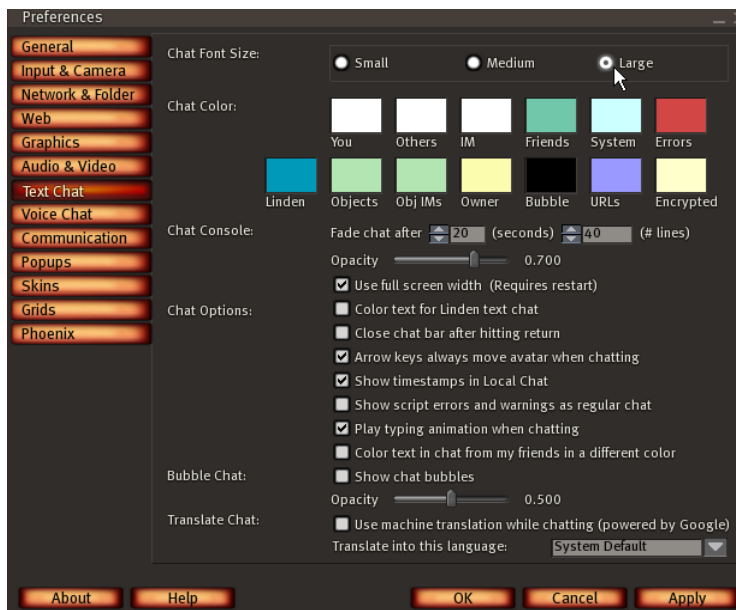 Preferences
General
Input & Camera
Network & Folder
Web
Graphics
Audio & Video
Text Chat
Voice Chat
Communication
Popups
Skins
Grids
Phoenix
Chat Font Size:
Small Medium Large
Chat Color:
You Others IM Friends System Errors
Linden Objects Obj IMs Owner Bubble URLs Encrypted
Chat Console:
Fade chat after 20 (seconds) 40 (# lines)
Opacity 0.700
Use full screen width (Requires restart)
Chat Options:
Color text for Linden text chat
Close chat bar after hitting return
Arrow keys always move avatar when chatting
Show timestamps in Local Chat
Show script errors and warnings as regular chat
Play typing animation when chatting
Color text in chat from my friends in a different color
Bubble Chat:
Show chat bubbles
Opacity 0.500
Translate Chat:
Use machine translation while chatting (powered by Google)
Translate into this language: System Default
About Help OK Cancel Apply